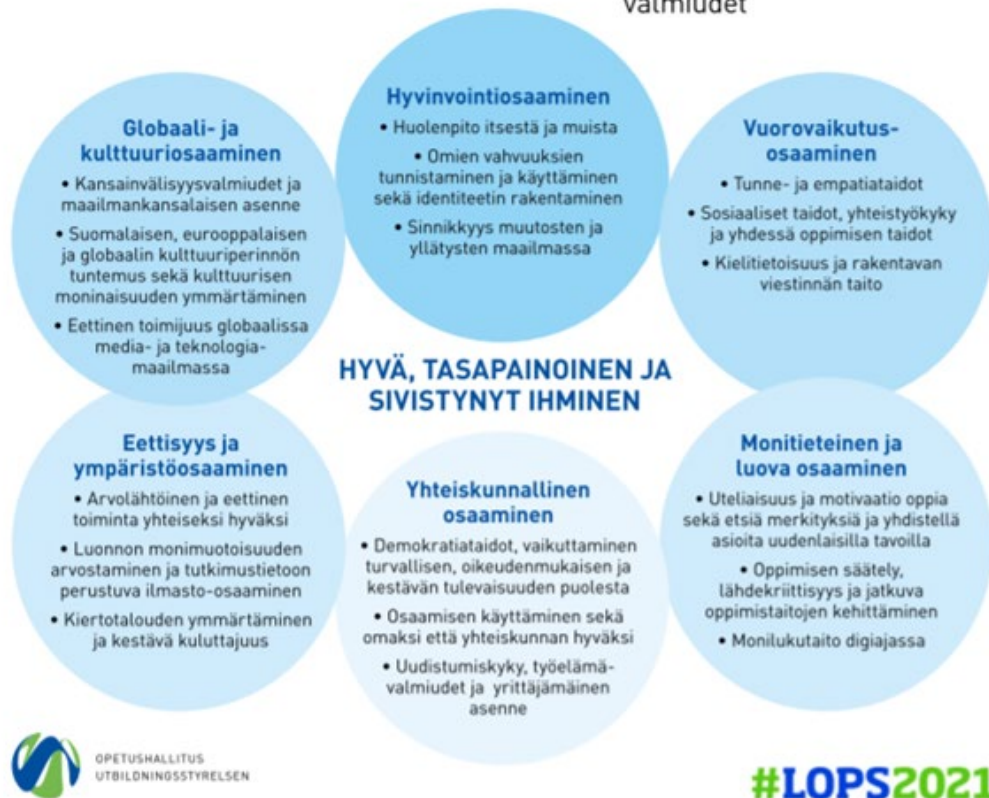 valmiudet
Hyvinvointiosaaminen
• Huolenpito itsestä ja muista
• Omien vahvuuksien
tunnistaminen ja käyttäminen
sekä identiteetin rakentaminen
• Sinnikkyys muutosten ja
yllätysten maailmassa
Globaali- ja
kulttuuriosaaminen
• Kansainvälisyysvalmiudet ja
maailmankansalaisen asenne
• Suomalaisen, eurooppalaisen
ja globaalin kulttuuriperinnön
tuntemus sekä kulttuurisen
moninaisuuden ymmärtäminen
• Eettinen toimijuus globaalissa
media- ja teknologia-
maailmassa
Vuorovaikutus-
osaaminen
• Tunne- ja empatiataidot
• Sosiaaliset taidot, yhteistyökyky
ja yhdessä oppimisen taidot
• Kielitietoisuus ja rakentavan
viestinnän taito
HYVÄ, TASAPAINOINEN JA
SIVISTYNYT IHMINEN
Eettisyys ja
ympäristöosaaminen
• Arvolähtöinen ja eettinen
toiminta yhteiseksi hyväksi
• Luonnon monimuotoisuuden
arvostaminen ja tutkimustietoon
perustuva ilmasto-osaaminen
• Kiertotalouden ymmärtäminen
ja kestävä kuluttajuus
Yhteiskunnallinen
osaaminen
• Demokratiataidot, vaikuttaminen
turvallisen, oikeudenmukaisen ja
kestävän tulevaisuuden puolesta
• Osaamisen käyttäminen sekä
omaksi että yhteiskunnan hyväksi
• Uudistumiskyky, työelämä-
valmiudet ja yrittäjämäinen
asenne
Monitieteinen ja
luova osaaminen
• Uteliaisuus ja motivaatio oppia
sekä etsiä merkityksiä ja yhdistellä
asioita uudenlaisilla tavoilla
• Oppimisen säätely,
lähdekriittisyys ja jatkuva
oppimistaitojen kehittäminen
• Monilukutaito digiajassa
OPETUSHALLITUS
UTBILDNINGSSTYRELSEN
#LOPS2021